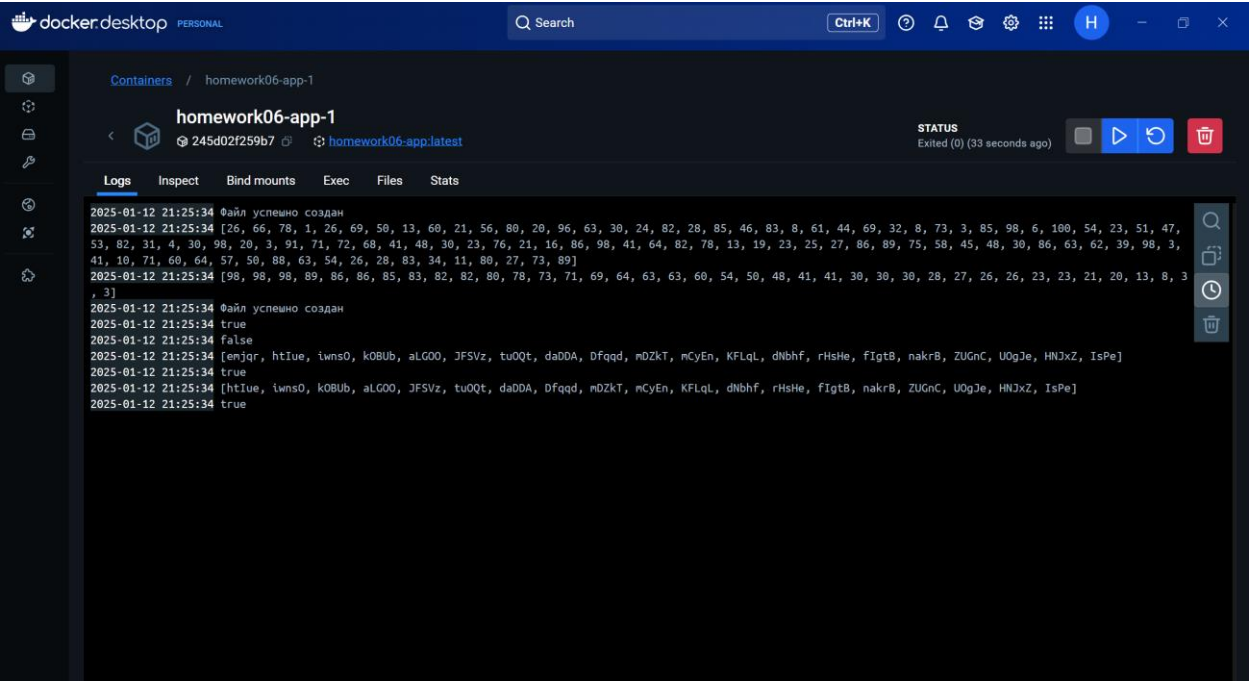 docker.desktop PERSONAL Search Ctrl+K H
Containers / homework06-app-1
homework06-app-1
245d02f259b7 homework06-app:latest
STATUS
Exited (0) (33 seconds ago)
Logs Inspect Bind mounts Exec Files Stats
2025-01-12 21:25:34 Файл успешно создан
2025-01-12 21:25:34 [26, 66, 78, 1, 26, 69, 50, 13, 60, 21, 56, 80, 20, 96, 63, 30, 24, 82, 28, 85, 46, 83, 8, 61, 44, 69, 32, 8, 73, 3, 85, 98, 6, 100, 54, 23, 51, 47,
53, 82, 31, 4, 30, 98, 20, 3, 91, 71, 72, 68, 41, 48, 30, 23, 76, 21, 16, 86, 98, 41, 64, 82, 78, 13, 19, 23, 25, 27, 86, 89, 75, 58, 45, 48, 30, 86, 63, 62, 39, 98, 3,
41, 10, 71, 60, 64, 57, 50, 88, 63, 54, 26, 28, 83, 34, 11, 80, 27, 73, 89]
2025-01-12 21:25:34 [98, 98, 98, 89, 86, 86, 85, 83, 82, 82, 80, 78, 73, 71, 69, 64, 63, 63, 60, 54, 50, 48, 41, 41, 30, 30, 30, 28, 27, 26, 26, 23, 23, 21, 20, 13, 8, 3
, 3]
2025-01-12 21:25:34 Файл успешно создан
2025-01-12 21:25:34 true
2025-01-12 21:25:34 false
2025-01-12 21:25:34 [emjqr, htIue, iwnsO, kOBUb, aLGOO, JFSVz, tuOQt, daDDA, Dfqqd, mDZkT, mCyEn, KFLqL, dNbhf, rHsHe, fIgtB, nakrB, ZUGnC, UOgJe, HNJxZ, IsPe]
2025-01-12 21:25:34 true
2025-01-12 21:25:34 [htIue, iwnsO, kOBUb, aLGOO, JFSVz, tuOQt, daDDA, Dfqqd, mDZkT, mCyEn, KFLqL, dNbhf, rHsHe, fIgtB, nakrB, ZUGnC, UOgJe, HNJxZ, IsPe]
2025-01-12 21:25:34 true